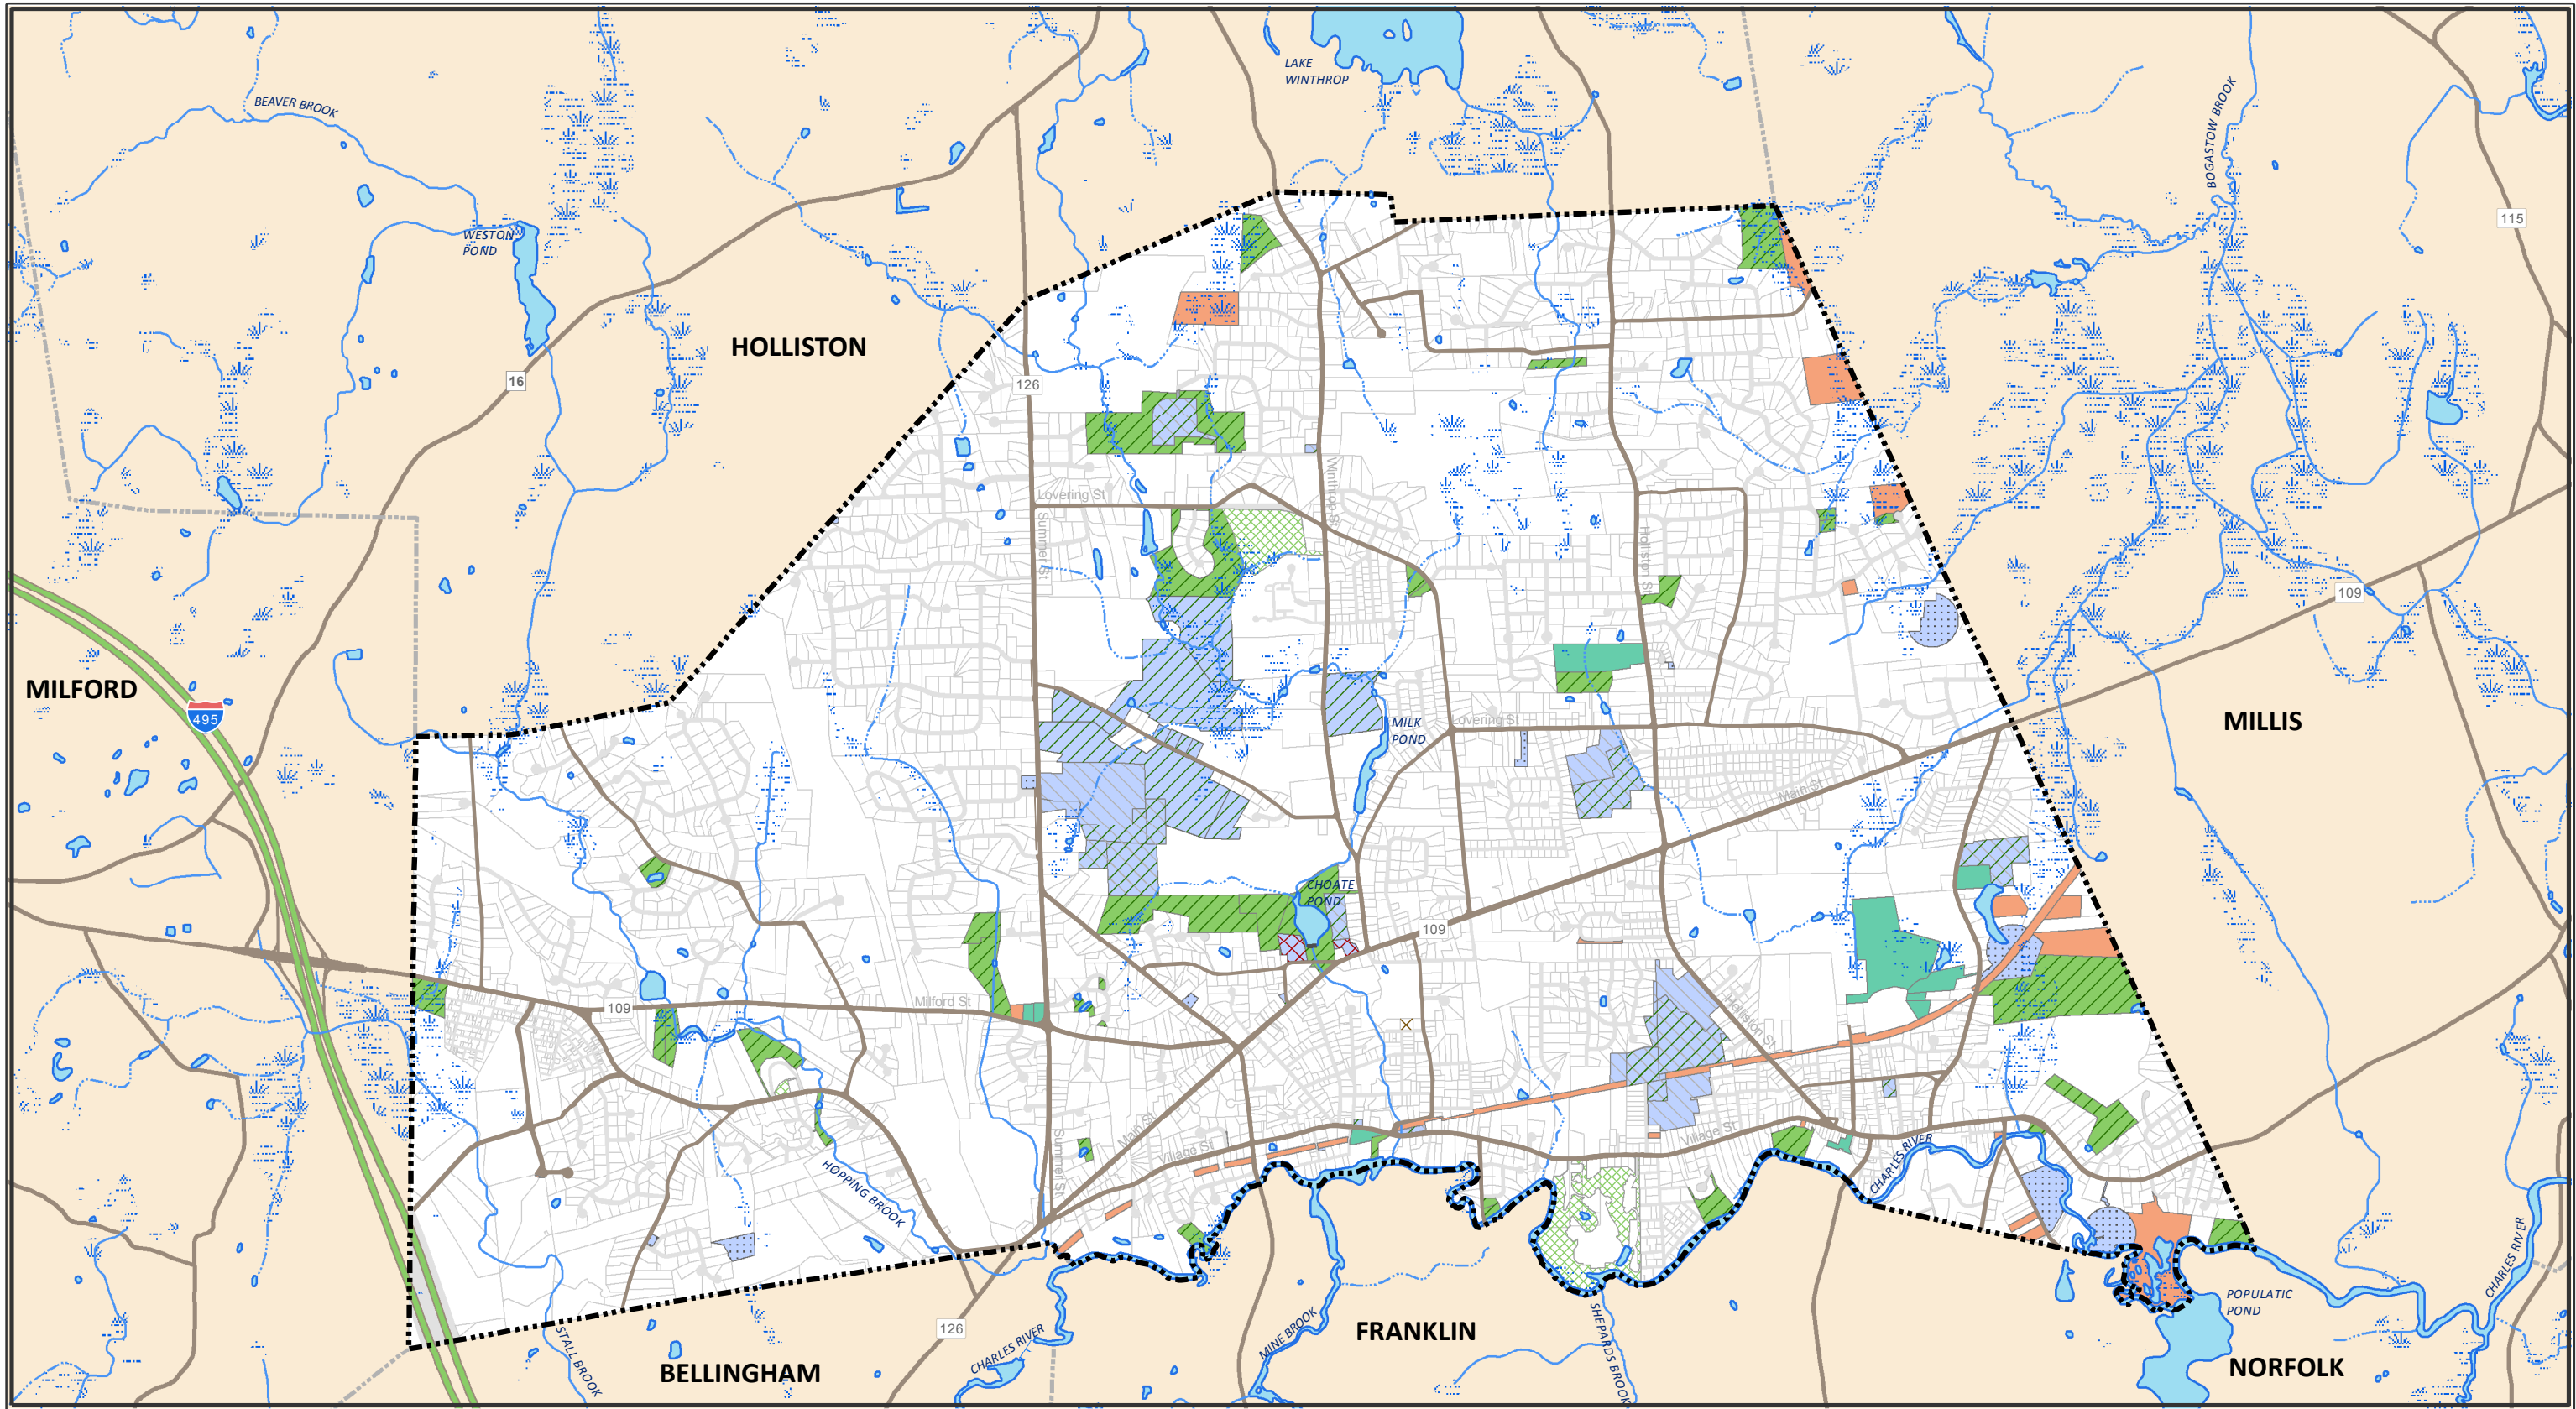 LAKE
WINTHROP
BEAVER BROOK
BOGASTOW BROOK
115
WESTON
POND
HOLLISTON
16
126
Lovering St
Winthrop St
Summer St
Holliston St
109
MILFORD
495
MILK
POND
Lovering St
MILLIS
Main St
CHOATE
POND
109
Milford St
109
Holliston St
Main St
Village St
Village St
Summer St
CHARLES RIVER
HOPPING BROOK
CHARLES RIVER
POPULATIC
POND
126
FRANKLIN
MINE BROOK
SHEPARDS BROOK
CHARLES RIVER
STALL BROOK
BELLINGHAM
NORFOLK